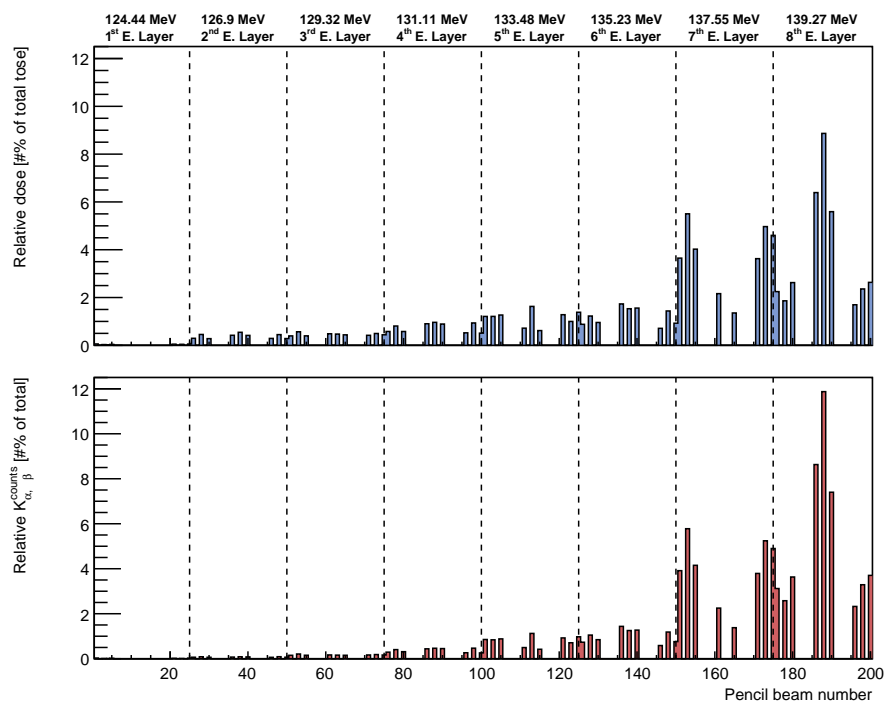 124.44 MeV 126.9 MeV 129.32 MeV 131.11 MeV 133.48 MeV 135.23 MeV 137.55 MeV 139.27 MeV
1st E. Layer 2nd E. Layer 3rd E. Layer 4th E. Layer 5th E. Layer 6th E. Layer 7th E. Layer 8th E. Layer
Relative dose [#% of total tose]
12
10
8
6
4
2
0
Relative K counts α, β [#% of total]
12
10
8
6
4
2
0
20 40 60 80 100 120 140 160 180 200
Pencil beam number